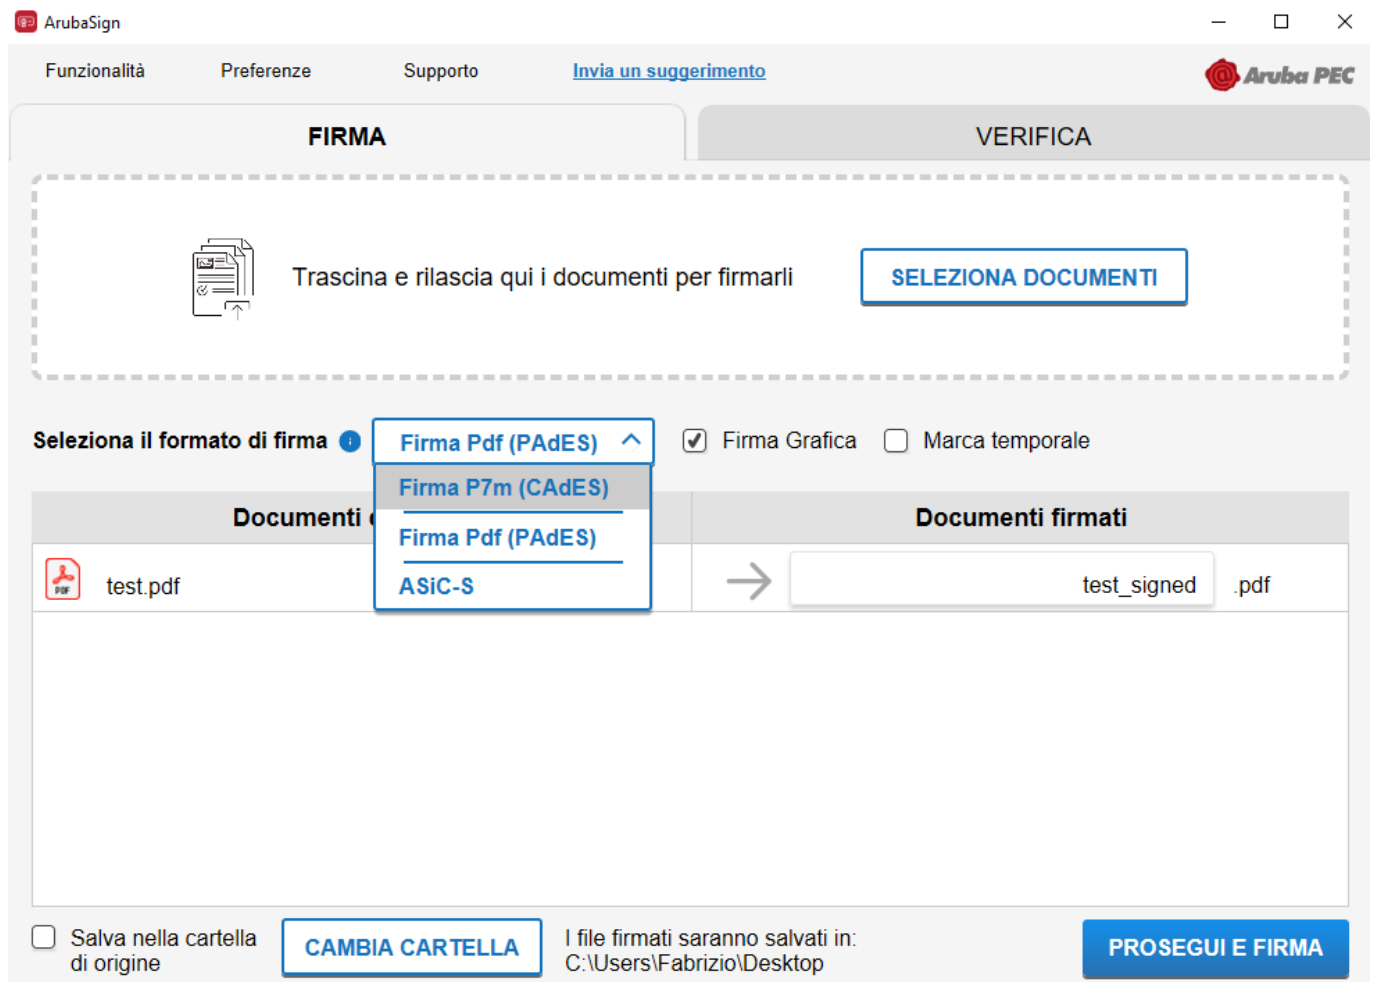 ArubaSign
Funzionalità Preferenze Supporto Invia un suggerimento Aruba PEC
FIRMA VERIFICA
Trascina e rilascia qui i documenti per firmarli SELEZIONA DOCUMENTI
Seleziona il formato di firma i Firma Pdf (PAdES) Firma Grafica Marca temporale
Firma P7m (CAdES)
Documenti Documenti firmati
Firma Pdf (PAdES)
PDF test.pdf ASiC-S test_signed .pdf
Salva nella cartella
di origine
CAMBIA CARTELLA
I file firmati saranno salvati in:
C:\Users\Fabrizio\Desktop
PROSEGUI E FIRMA